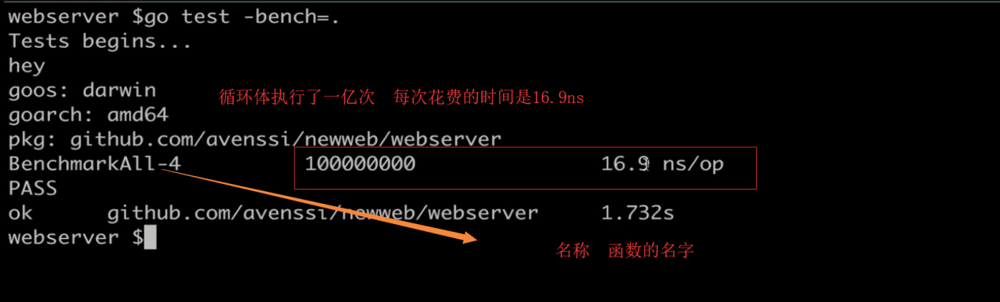 webserver $go test -bench=.
Tests begins...
hey
goos: darwin
循环体执行了一亿次 每次花费的时间是16.9ns
goarch: amd64
pkg: github.com/avenssi/newweb/webserver
BenchmarkAll-4 100000000 16.9 ns/op
PASS
ok github.com/avenssi/newweb/webserver 1.732s
webserver $
名称 函数的名字